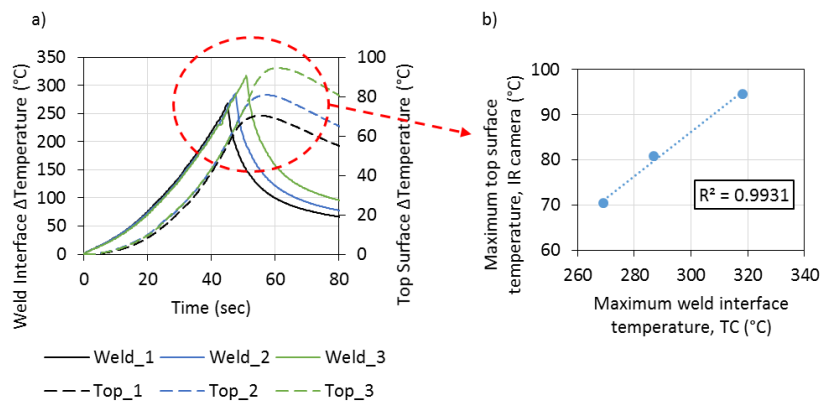 a)
Weld Interface ΔTemperature (°C)
350
300
250
200
150
100
50
0
0 20 40 60 80
Time (sec)
100
80
60
40
20
0
Top Surface ΔTemperature (°C)
Weld_1 Weld_2 Weld_3
Top_1 Top_2 Top_3
b)
Maximum top surface
temperature, IR camera (°C)
100
90
80
70
60
R² = 0.9931
260 280 300 320 340
Maximum weld interface
temperature, TC (°C)